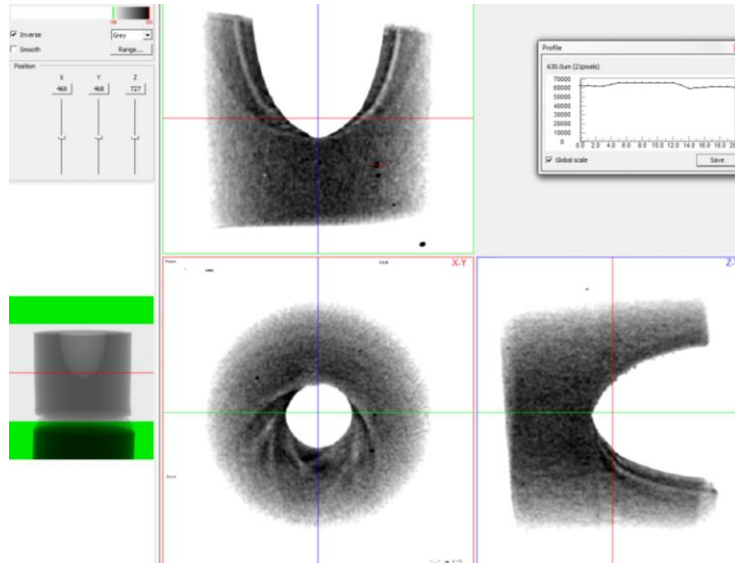 Inverse
Grey
Smooth
Range...
Position
X Y Z
468 468 727
Profile
630.0um (21pixels)
70000
60000
50000
40000
30000
20000
10000
0
0.0 2.0 4.0 6.0 8.0 10.0 12.0 14.0 16.0 18.0
Global scale
Save
X-Y